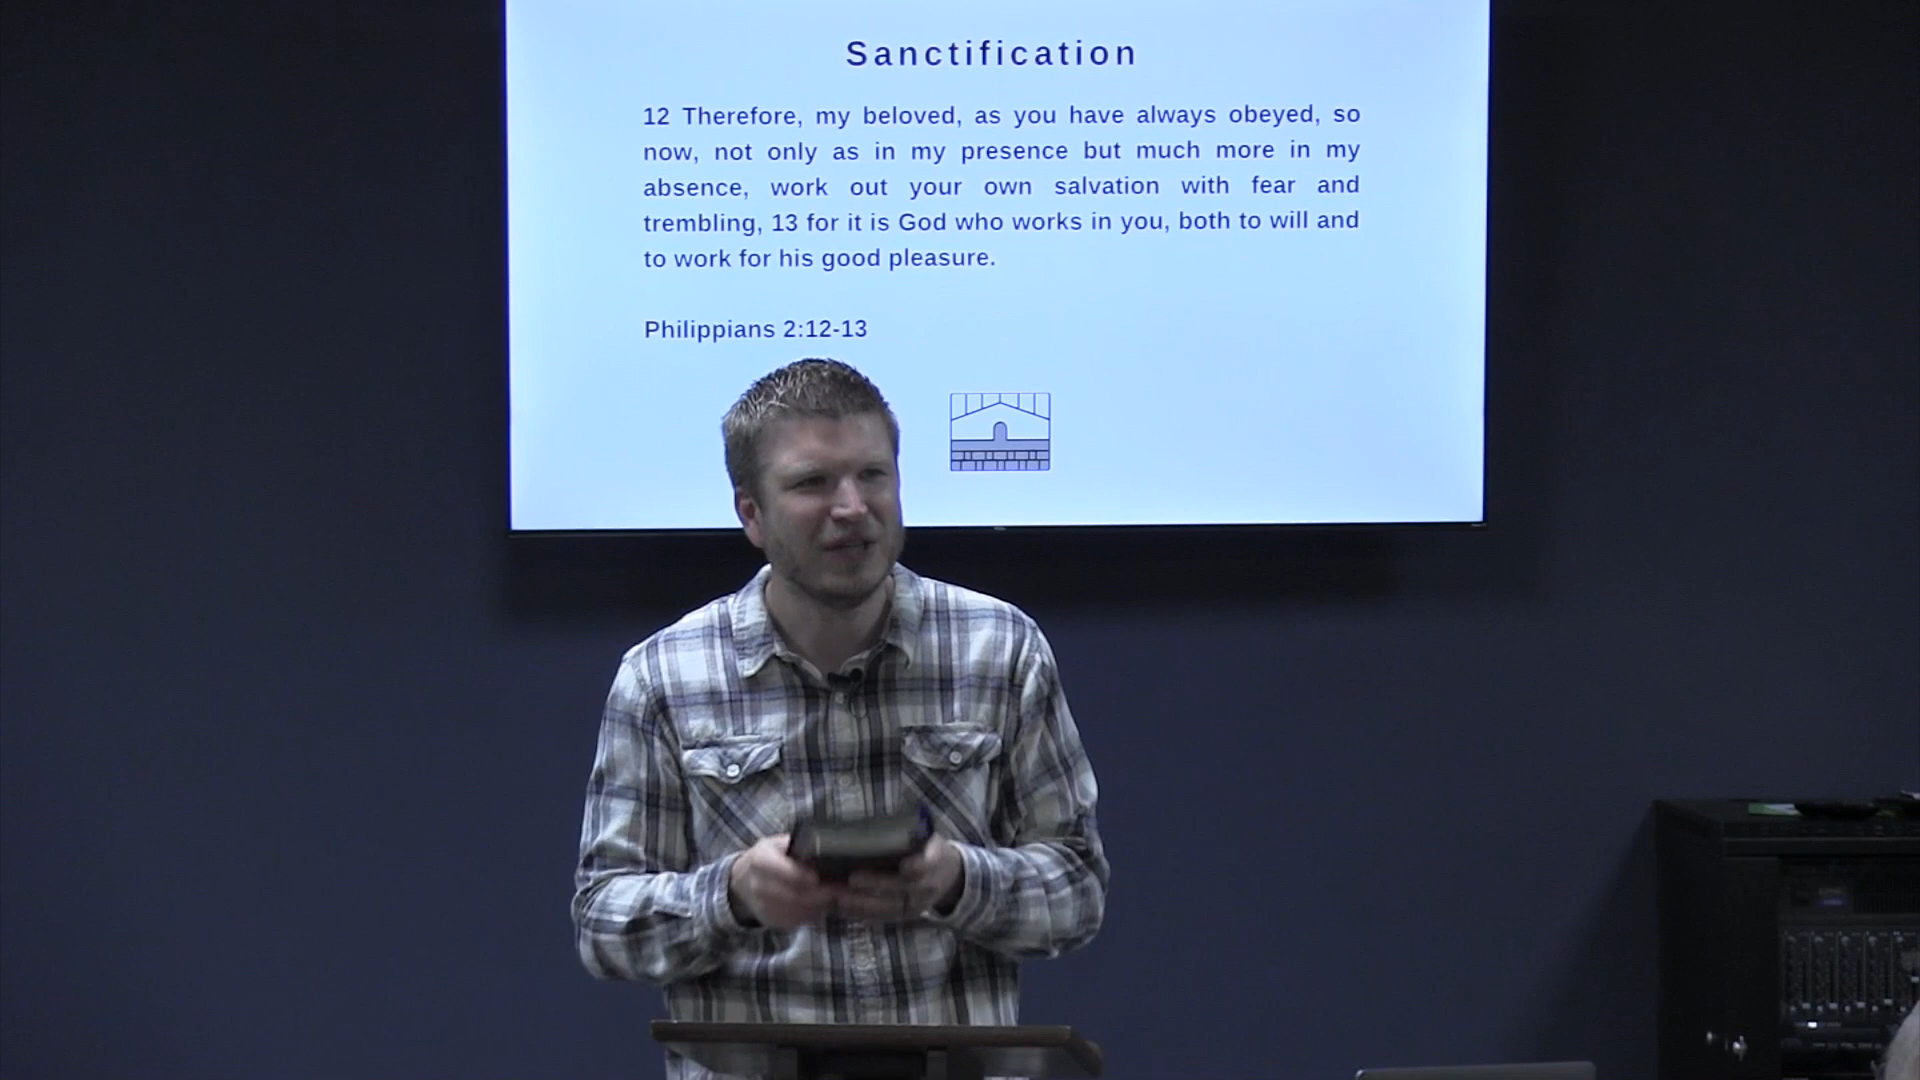 Sanctification
12 Therefore, my beloved, as you have always obeyed, so
now, not only as in my presence but much more in my
absence, work out your own salvation with fear and
trembling, 13 for it is God who works in you, both to will and
to work for his good pleasure.
Philippians 2:12-13